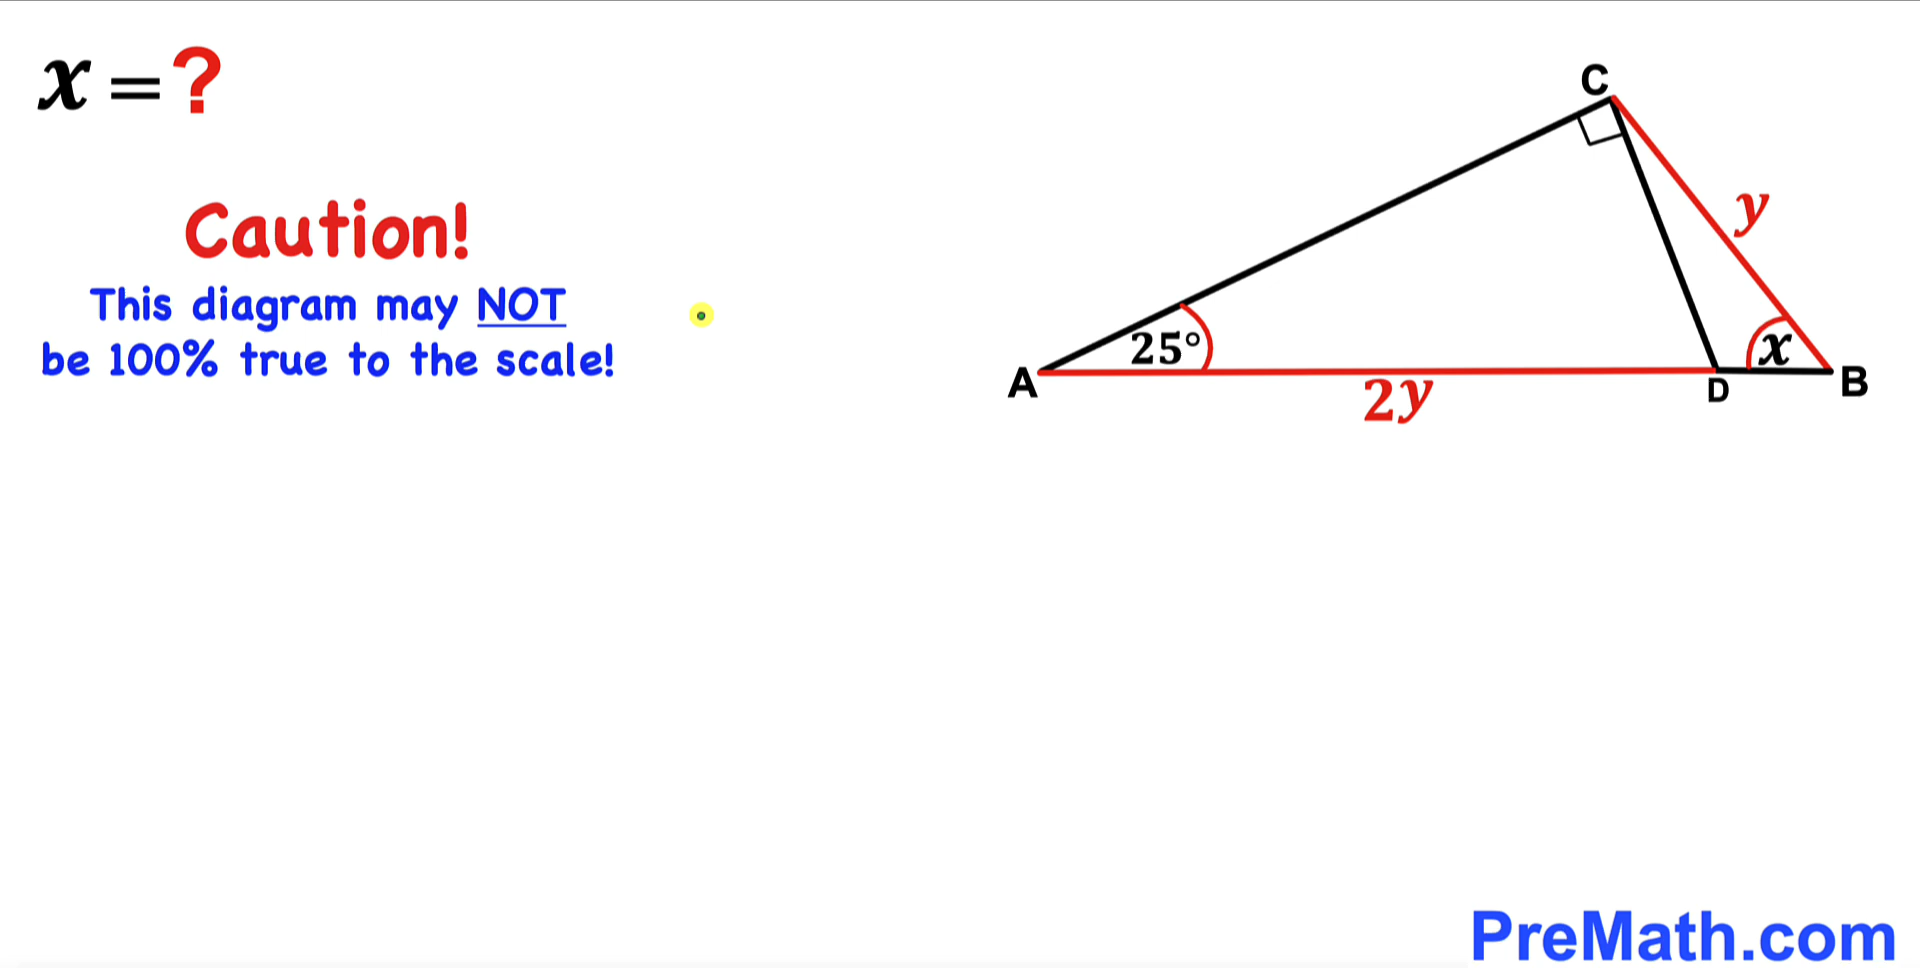 x = ?
Caution!
This diagram may NOT
be 100% true to the scale!
C
y
25°
x
A
2y
D
B
PreMath.com